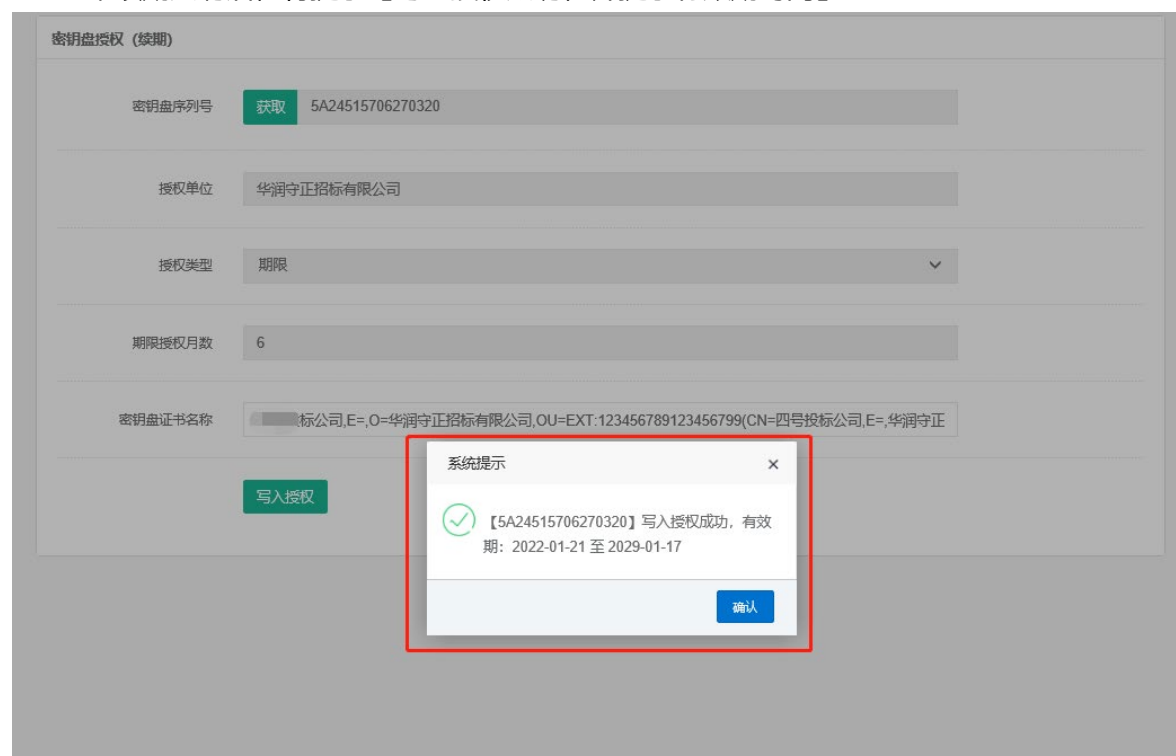 密钥盘授权（续期）
密钥盘序列号 获取 5A24515706270320
授权单位 华润守正招标有限公司
授权类型 期限
期限授权月数 6
密钥盘证书名称 标公司,E=,O=华润守正招标有限公司,OU=EXT:123456789123456799(CN=四号投标公司,E=,华润守正
写入授权
系统提示 ×
【5A24515706270320】写入授权成功，有效
期：2022-01-21 至 2029-01-17
确认